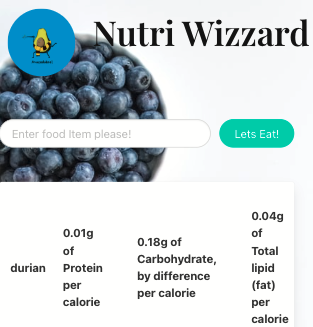 Nutri Wizzard
Enter food Item please!
Lets Eat!
durian
0.01g
of
Protein
per
calorie
0.18g of
Carbohydrate,
by difference
per calorie
0.04g
of
Total
lipid
(fat)
per
calorie